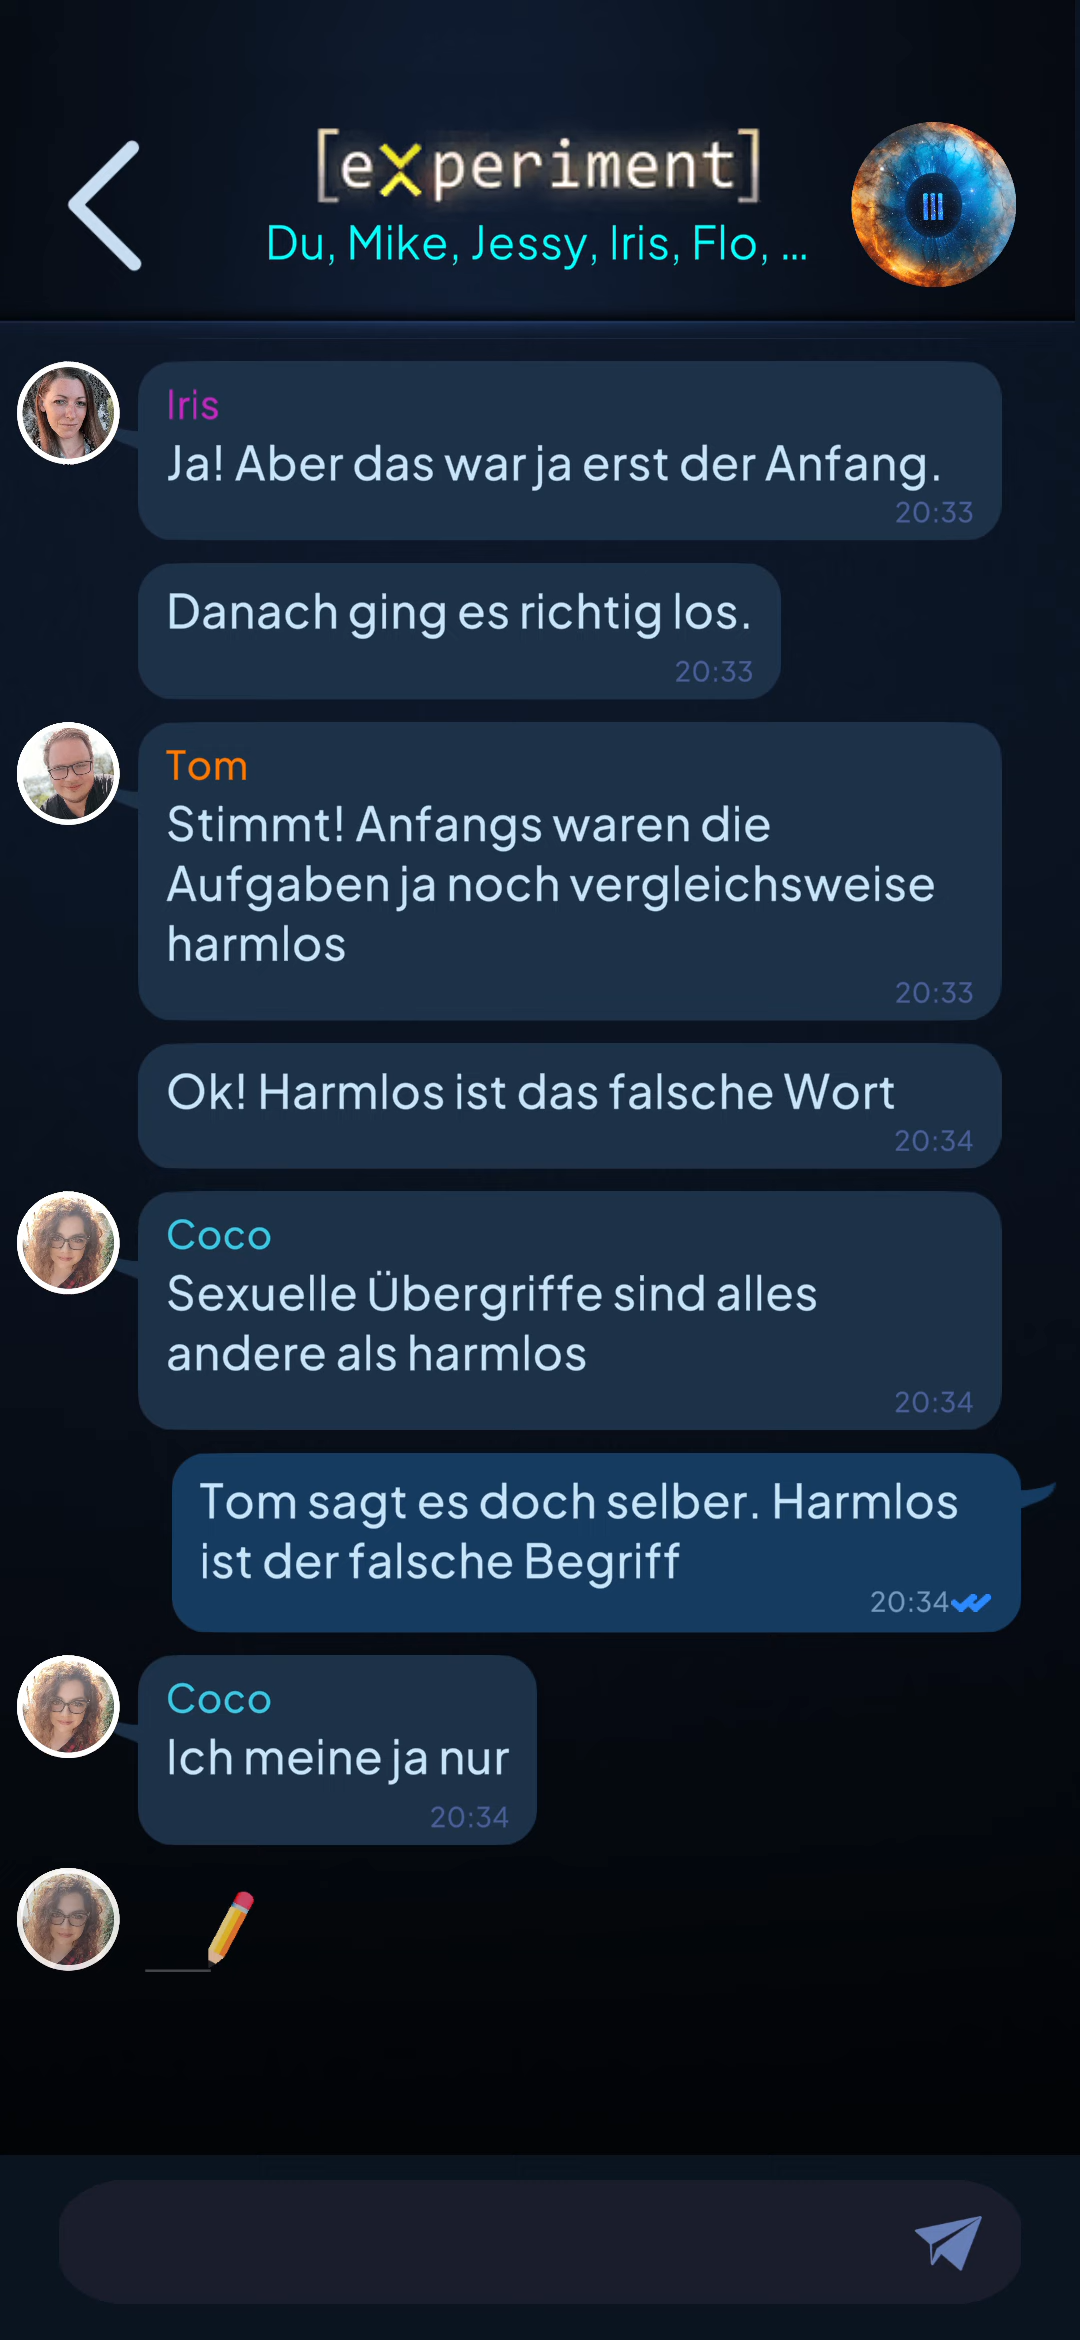 [experiment]
Du, Mike, Jessy, Iris, Flo, ...
Iris
Ja! Aber das war ja erst der Anfang.
20:33
Danach ging es richtig los.
20:33
Tom
Stimmt! Anfangs waren die
Aufgaben ja noch vergleichsweise
harmlos
20:33
Ok! Harmlos ist das falsche Wort
20:34
Coco
Sexuelle Übergriffe sind alles
andere als harmlos
20:34
Tom sagt es doch selber. Harmlos
ist der falsche Begriff
20:34
Coco
Ich meine ja nur
20:34